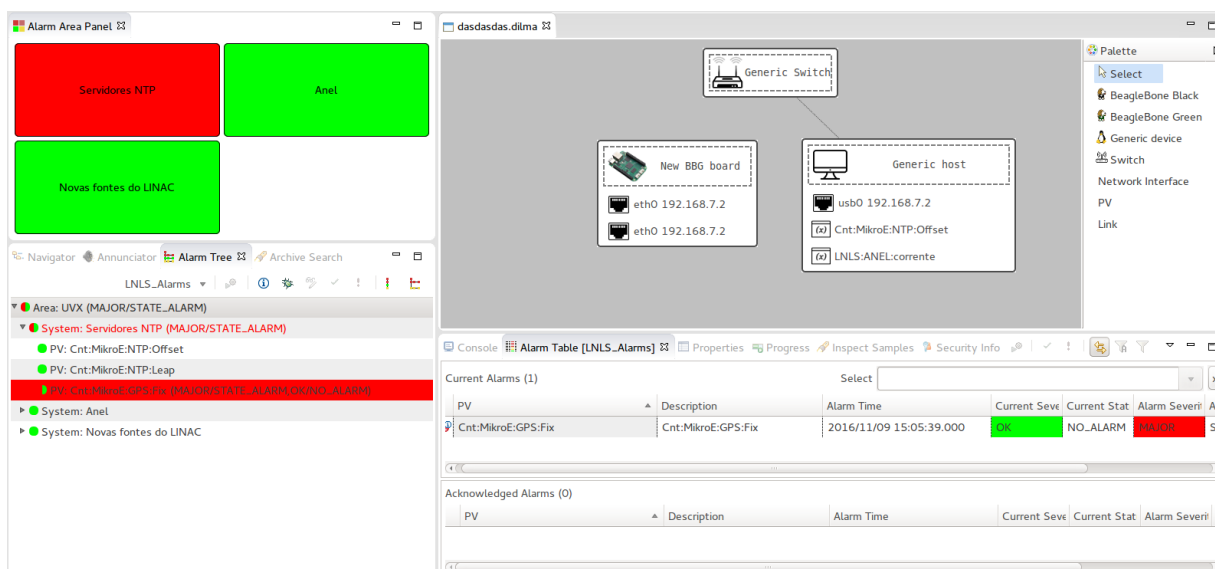 Alarm Area Panel
Servidores NTP
Anel
Novas fontes do LINAC
Navigator Annunciator Alarm Tree Archive Search
LNLS_Alarms
Area: UVX (MAJOR/STATE_ALARM)
System: Servidores NTP (MAJOR/STATE_ALARM)
PV: Cnt:MikroE:NTP:Offset
PV: Cnt:MikroE:NTP:Leap
PV: Cnt:MikroE:GPS:Fix (MAJOR/STATE_ALARM,OK/NO_ALARM)
System: Anel
System: Novas fontes do LINAC
dasdasdas.dilma
Generic Switch
New BBG board
eth0 192.168.7.2
eth0 192.168.7.2
Generic host
usb0 192.168.7.2
(x) Cnt:MikroE:NTP:Offset
(x) LNLS:ANEL:corrente
Palette
Select
BeagleBone Black
BeagleBone Green
Generic device
Switch
Network Interface
PV
Link
Console Alarm Table [LNLS_Alarms] Properties Progress Inspect Samples Security Info
Current Alarms (1) Select
PV Description Alarm Time Current Seve Current Stat Alarm Severit A
Cnt:MikroE:GPS:Fix Cnt:MikroE:GPS:Fix 2016/11/09 15:05:39.000 OK NO_ALARM MAJOR S
Acknowledged Alarms (0)
PV Description Alarm Time Current Seve Current Stat Alarm Severit